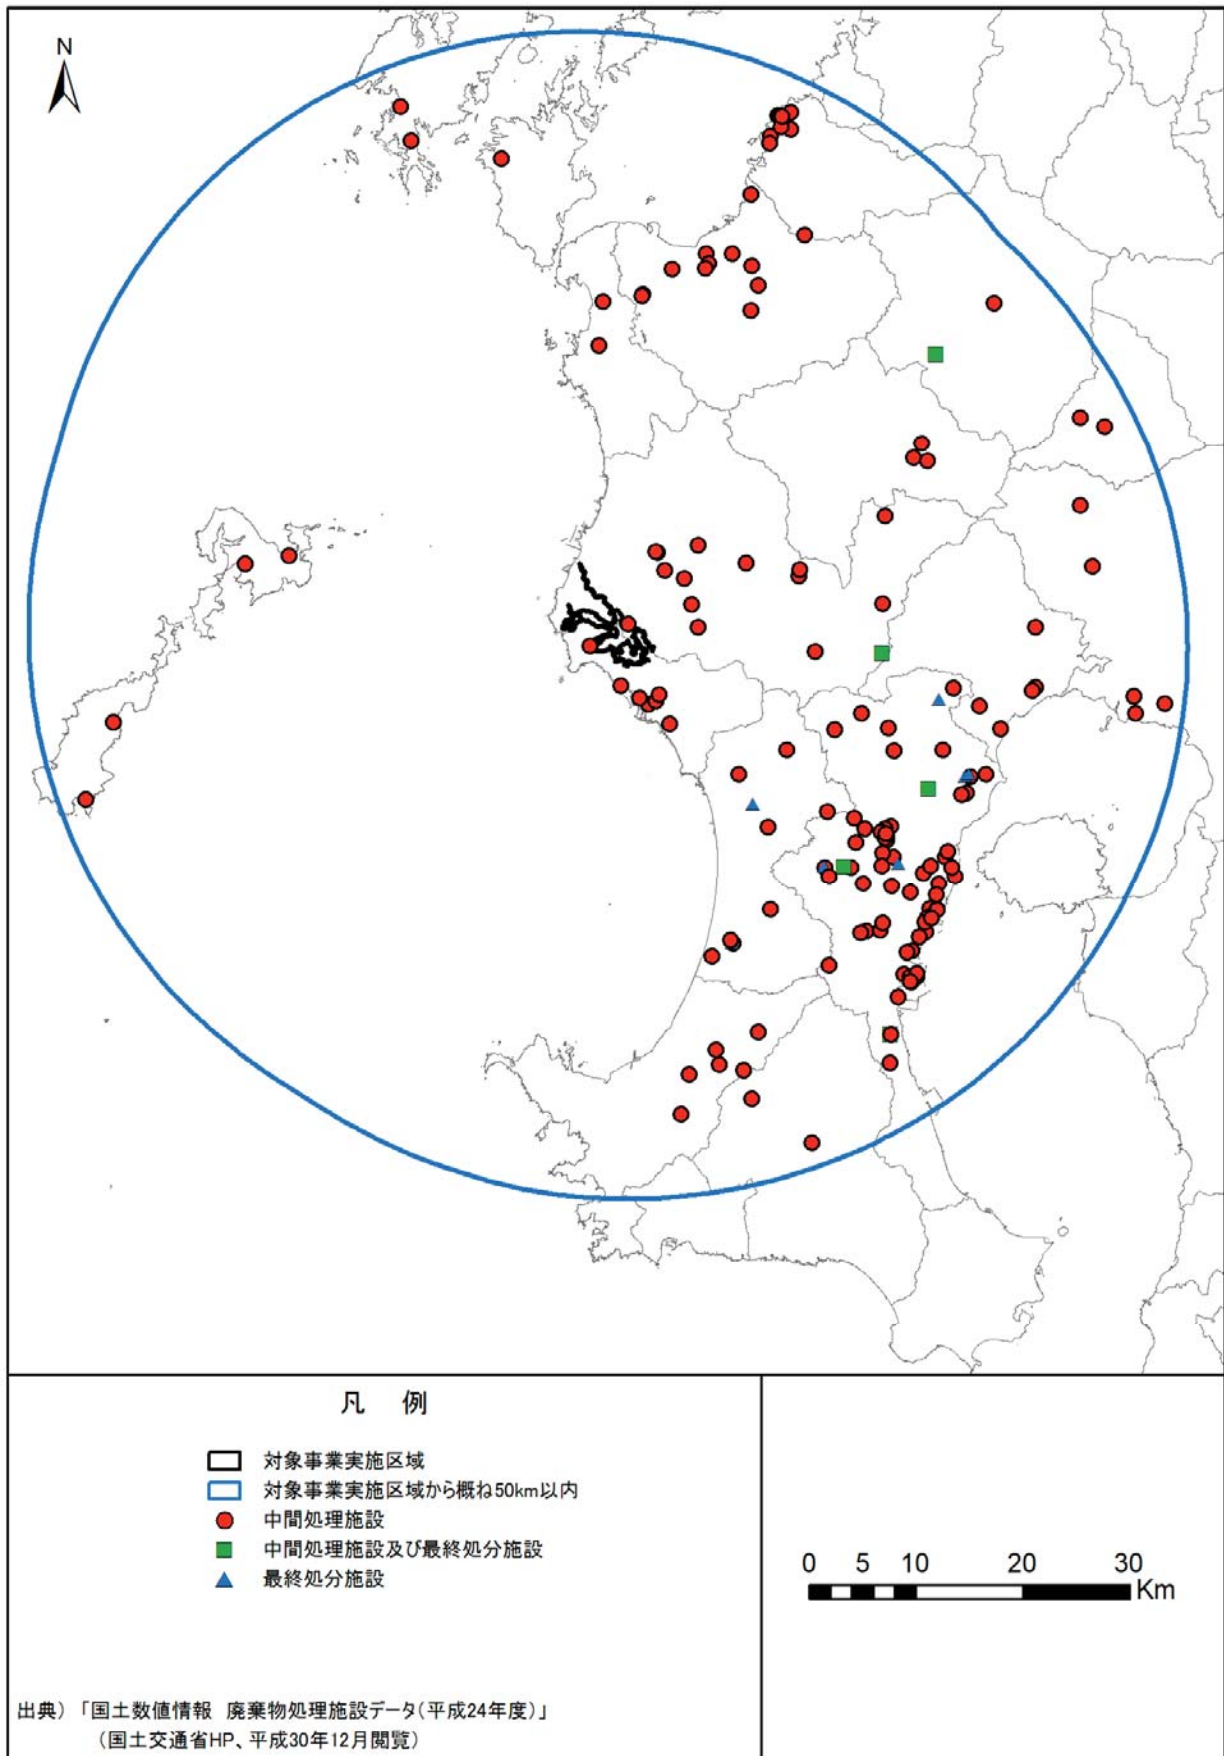 N
凡 例
対象事業実施区域
対象事業実施区域から概ね50km以内
中間処理施設
中間処理施設及び最終処分施設
最終処分施設
0 5 10 20 30
Km
出典）「国土数値情報 廃棄物処理施設データ（平成24年度）」
（国土交通省HP、平成30年12月閲覧）